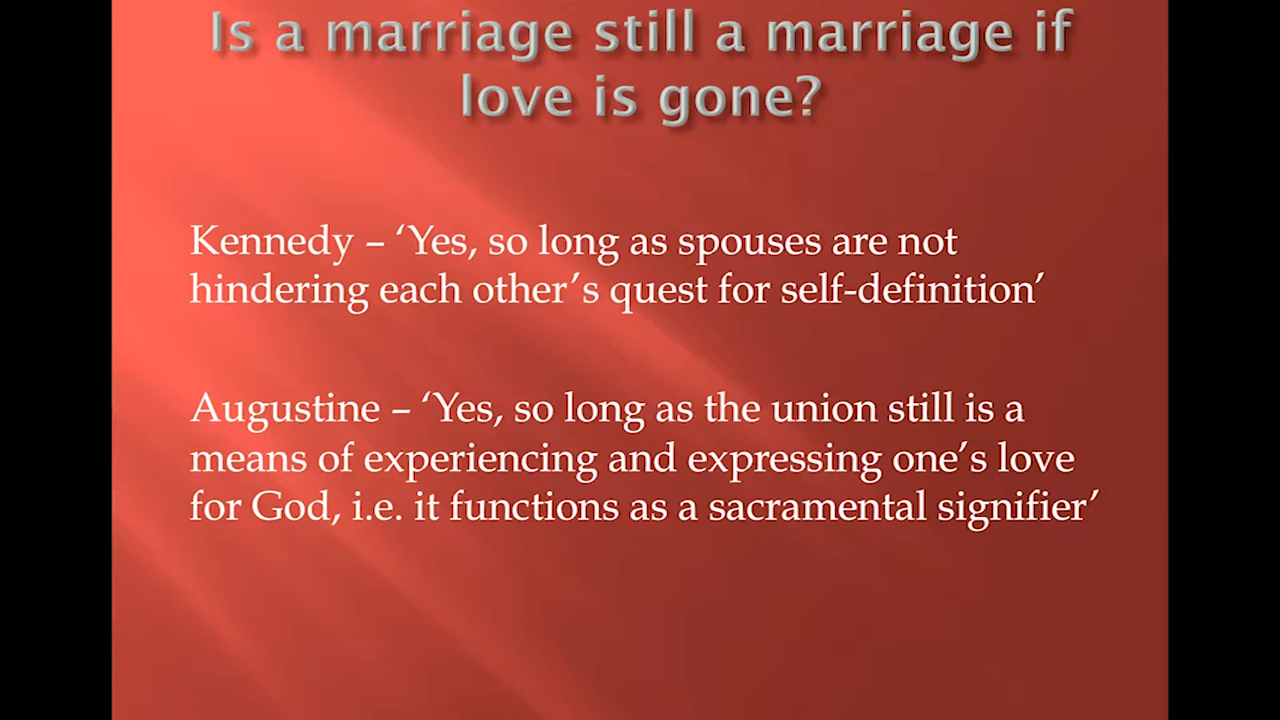 Is a marriage still a marriage if
love is gone?
Kennedy – ‘Yes, so long as spouses are not
hindering each other’s quest for self-definition’
Augustine – ‘Yes, so long as the union still is a
means of experiencing and expressing one’s love
for God, i.e. it functions as a sacramental signifier’